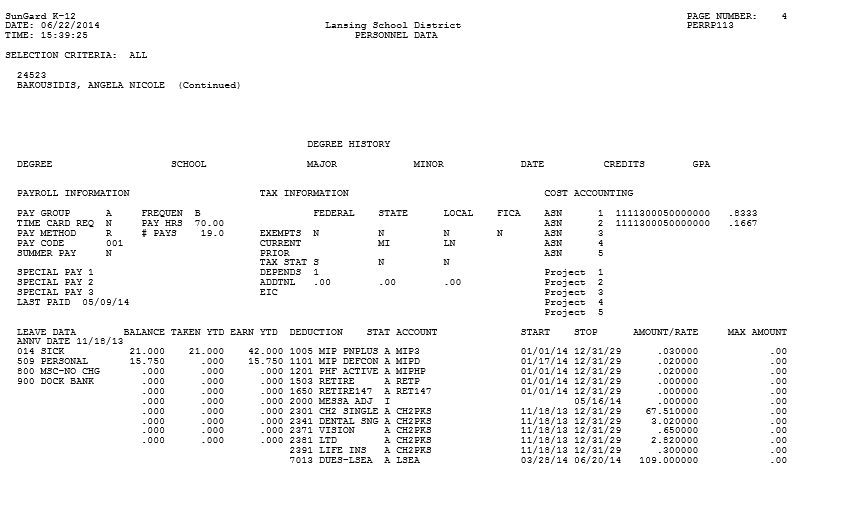 SunGard K-12 PAGE NUMBER: 4
DATE: 06/22/2014 Lansing School District PERRP113
TIME: 15:39:25 PERSONNEL DATA
SELECTION CRITERIA: ALL
24523
BAKOUSIDIS, ANGELA NICOLE (Continued)
DEGREE HISTORY
DEGREE SCHOOL MAJOR MINOR DATE CREDITS GPA
PAYROLL INFORMATION TAX INFORMATION COST ACCOUNTING
PAY GROUP A FREQUEN B FEDERAL STATE LOCAL FICA ASN 1 1111300050000000 .8333
TIME CARD REQ N PAY HRS 70.00 ASN 2 1111300050000000 .1667
PAY METHOD R # PAYS 19.0 EXEMPTS N N N N ASN 3
PAY CODE 001 CURRENT MI LN ASN 4
SUMMER PAY N PRIOR ASN 5
TAX STAT S N N
SPECIAL PAY 1 DEPENDS 1 Project 1
SPECIAL PAY 2 ADDTNL .00 .00 .00 Project 2
SPECIAL PAY 3 EIC Project 3
LAST PAID 05/09/14 Project 4
Project 5
LEAVE DATA BALANCE TAKEN YTD EARN YTD DEDUCTION STAT ACCOUNT START STOP AMOUNT/RATE MAX AMOUNT
ANNV DATE 11/18/13
014 SICK 21.000 21.000 42.000 1005 MIP PNPLUS A MIP3 01/01/14 12/31/29 .030000 .00
509 PERSONAL 15.750 .000 15.750 1101 MIP DEFCON A MIPD 01/17/14 12/31/29 .020000 .00
800 MSC-NO CHG .000 .000 .000 1201 PHF ACTIVE A MIPHP 01/01/14 12/31/29 .020000 .00
900 DOCK BANK .000 .000 .000 1503 RETIRE A RETP 01/01/14 12/31/29 .000000 .00
.000 .000 .000 1650 RETIRE147 A RET147 01/01/14 12/31/29 .000000 .00
.000 .000 .000 2000 MESSA ADJ I 05/16/14 .000000 .00
.000 .000 .000 2301 CH2 SINGLE A CH2PKS 11/18/13 12/31/29 67.510000 .00
.000 .000 .000 2341 DENTAL SNG A CH2PKS 11/18/13 12/31/29 3.020000 .00
.000 .000 .000 2371 VISION A CH2PKS 11/18/13 12/31/29 .650000 .00
.000 .000 .000 2381 LTD A CH2PKS 11/18/13 12/31/29 2.820000 .00
2391 LIFE INS A CH2PKS 11/18/13 12/31/29 .300000 .00
7013 DUES-LSEA A LSEA 03/28/14 06/20/14 109.000000 .00